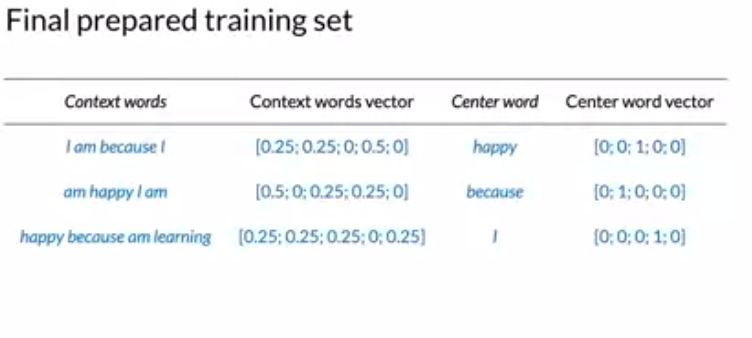 Final prepared training set
Context words Context words vector Center word Center word vector
I am because I [0.25; 0.25; 0; 0.5; 0] happy [0; 0; 1; 0; 0]
am happy I am [0.5; 0; 0.25; 0.25; 0] because [0; 1; 0; 0; 0]
happy because am learning [0.25; 0.25; 0.25; 0; 0.25] I [0; 0; 0; 1; 0]